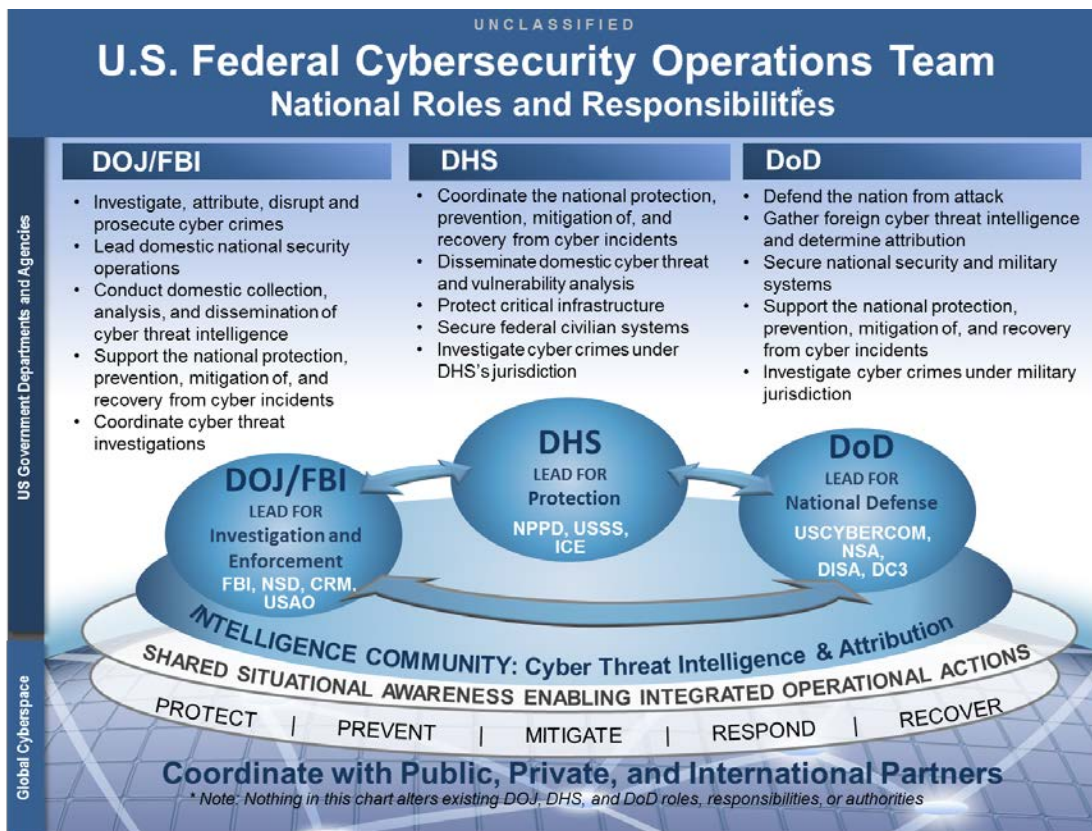 UNCLASSIFIED
U.S. Federal Cybersecurity Operations Team
National Roles and Responsibilities*
US Government Departments and Agencies
Global Cyberspace
DOJ/FBI
• Investigate, attribute, disrupt and
prosecute cyber crimes
• Lead domestic national security
operations
• Conduct domestic collection,
analysis, and dissemination of
cyber threat intelligence
• Support the national protection,
prevention, mitigation of, and
recovery from cyber incidents
• Coordinate cyber threat
investigations
DHS
• Coordinate the national protection,
prevention, mitigation of, and
recovery from cyber incidents
• Disseminate domestic cyber threat
and vulnerability analysis
• Protect critical infrastructure
• Secure federal civilian systems
• Investigate cyber crimes under
DHS's jurisdiction
DoD
• Defend the nation from attack
• Gather foreign cyber threat intelligence
and determine attribution
• Secure national security and military
systems
• Support the national protection,
prevention, mitigation of, and recovery
from cyber incidents
• Investigate cyber crimes under military
jurisdiction
DOJ/FBI
LEAD FOR
Investigation and
Enforcement
FBI, NSD, CRM,
USAO
DHS
LEAD FOR
Protection
NPPD, USSS,
ICE
DoD
LEAD FOR
National Defense
USCYBERCOM,
NSA,
DISA, DC3
INTELLIGENCE COMMUNITY: Cyber Threat Intelligence & Attribution
SHARED SITUATIONAL AWARENESS ENABLING INTEGRATED OPERATIONAL ACTIONS
PROTECT | PREVENT | MITIGATE | RESPOND | RECOVER
Coordinate with Public, Private, and International Partners
* Note: Nothing in this chart alters existing DOJ, DHS, and DoD roles, responsibilities, or authorities